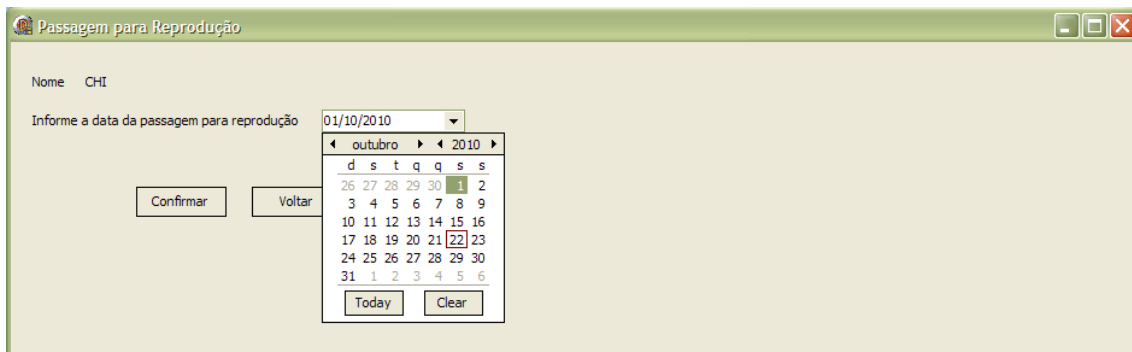 Passagem para Reprodução
Nome CHI
Informe a data da passagem para reprodução 01/10/2010
outubro 2010
d s t q q s s
26 27 28 29 30 1 2
3 4 5 6 7 8 9
10 11 12 13 14 15 16
17 18 19 20 21 22 23
24 25 26 27 28 29 30
31 1 2 3 4 5 6
Today Clear
Confirmar Voltar